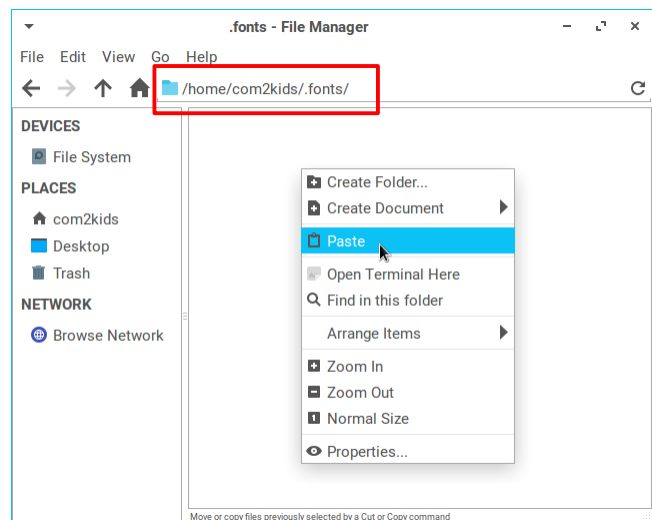 .fonts - File Manager
File Edit View Go Help
/home/com2kids/.fonts/
DEVICES
File System
PLACES
com2kids
Desktop
Trash
NETWORK
Browse Network
Create Folder...
Create Document
Paste
Open Terminal Here
Find in this folder
Arrange Items
Zoom In
Zoom Out
Normal Size
Properties...
Move or copy files previously selected by a Cut or Copy command